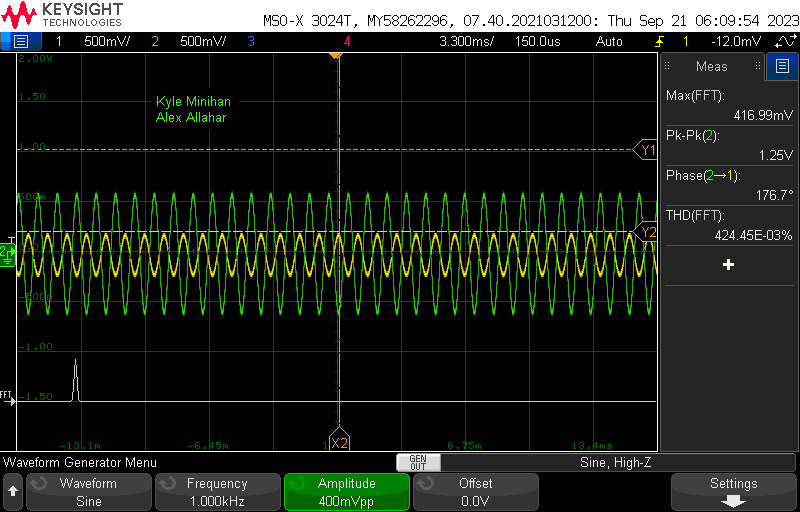 KEYSIGHT
TECHNOLOGIES
MSO-X 3024T, MY58262296, 07.40.2021031200: Thu Sep 21 06:09:54 2023
1 500mV/ 2 500mV/ 3 4 3.300ms/ 150.0us Auto 1 -12.0mV
2.00V
1.50
1.00
500m
-500m
-1.00
-1.50
Kyle Minihan
Alex Allahar
Y1
Y2
2
FFT
-13.1m -6.45m 6.75m 13.4ms
X2
Meas
Max(FFT):
416.99mV
Pk-Pk(2):
1.25V
Phase(2→1):
176.7°
THD(FFT):
424.45E-03%
+
Waveform Generator Menu
GEN
OUT
Sine, High-Z
Waveform
Sine
Frequency
1.000kHz
Amplitude
400mVpp
Offset
0.0V
Settings